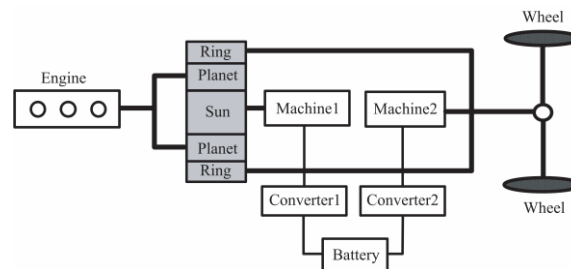 Wheel
Ring
Engine
Planet
Sun
Machine1
Machine2
Planet
Ring
Converter1
Converter2
Wheel
Battery